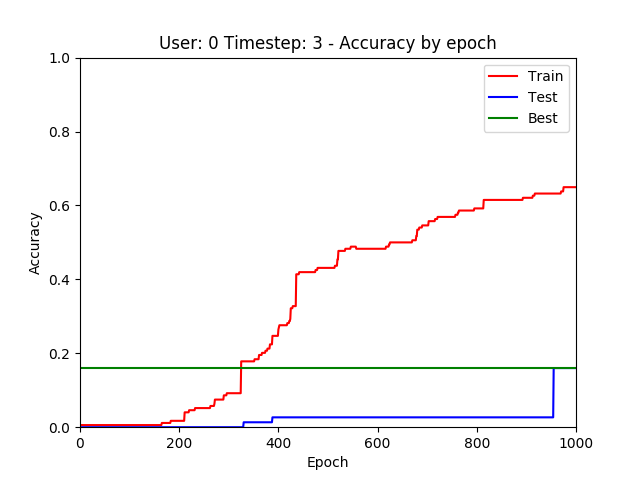 User: 0 Timestep: 3 - Accuracy by epoch
1.0
0.8
0.6
0.4
0.2
0.0
Accuracy
Train
Test
Best
0 200 400 600 800 1000
Epoch